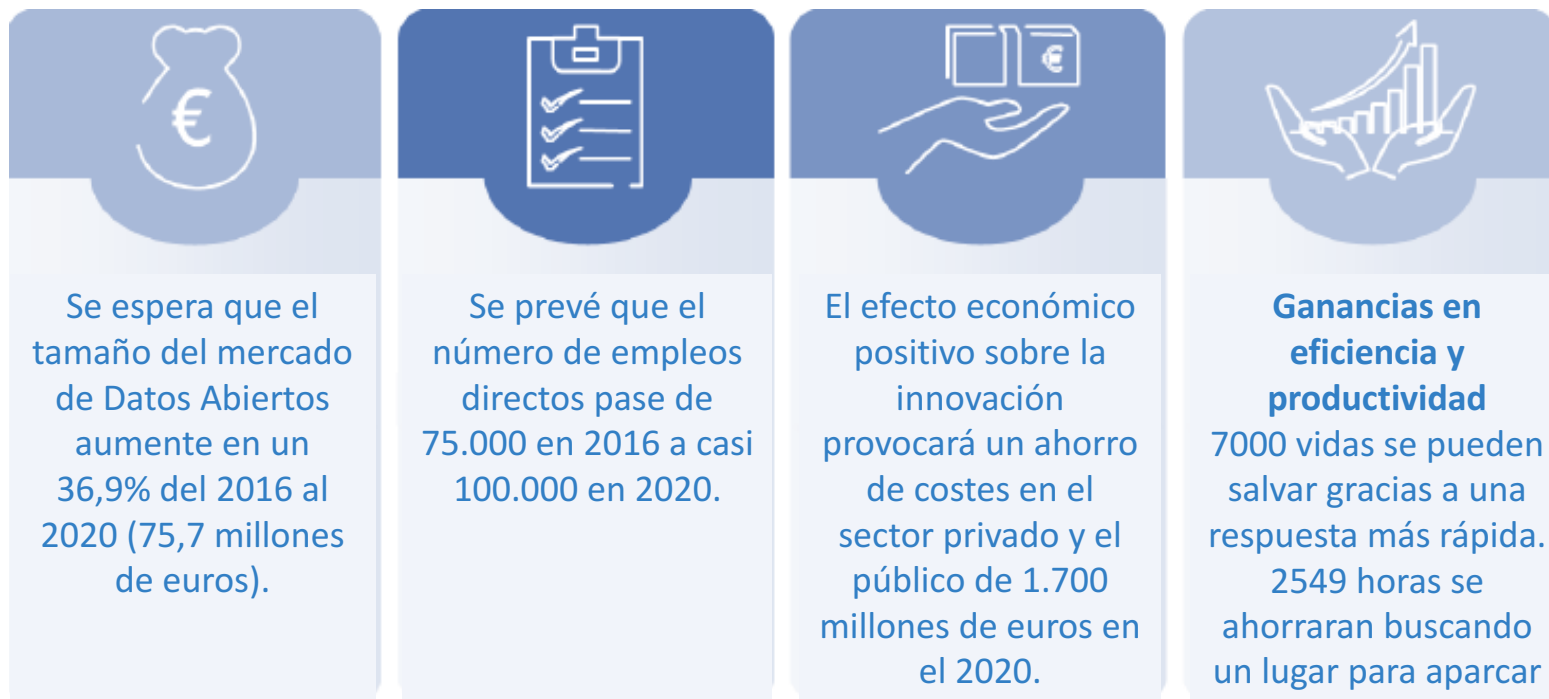 €
Se espera que el
tamaño del mercado
de Datos Abiertos
aumente en un
36,9% del 2016 al
2020 (75,7 millones
de euros).
Se prevé que el
número de empleos
directos pase de
75.000 en 2016 a casi
100.000 en 2020.
€
El efecto económico
positivo sobre la
innovación
provocará un ahorro
de costes en el
sector privado y el
público de 1.700
millones de euros en
el 2020.
Ganancias en
eficiencia y
productividad
7000 vidas se pueden
salvar gracias a una
respuesta más rápida.
2549 horas se
ahorraran buscando
un lugar para aparcar